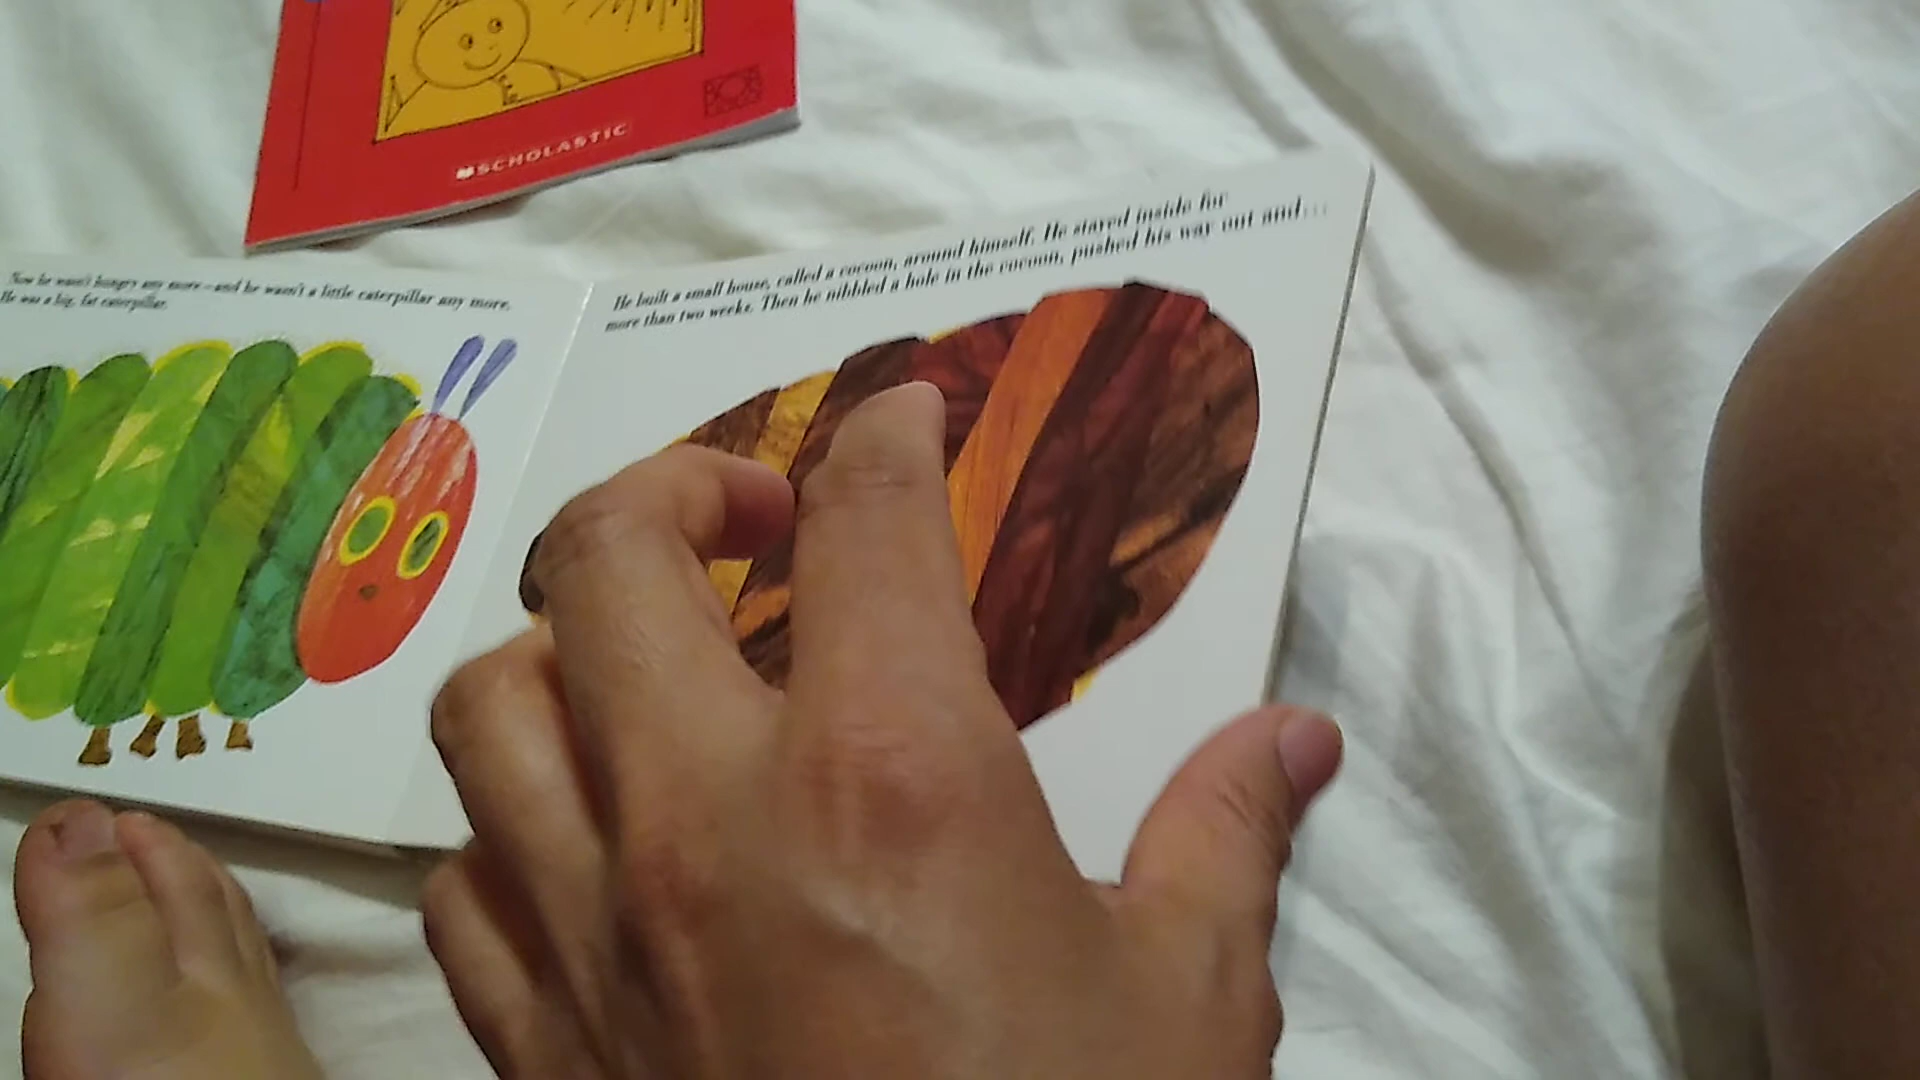 BOB BOOKS
SCHOLASTIC
Now he wasn't hungry any more—and he wasn't a little caterpillar any more.
He was a big, fat caterpillar.
He built a small house, called a cocoon, around himself. He stayed inside for
more than two weeks. Then he nibbled a hole in the cocoon, pushed his way out and...